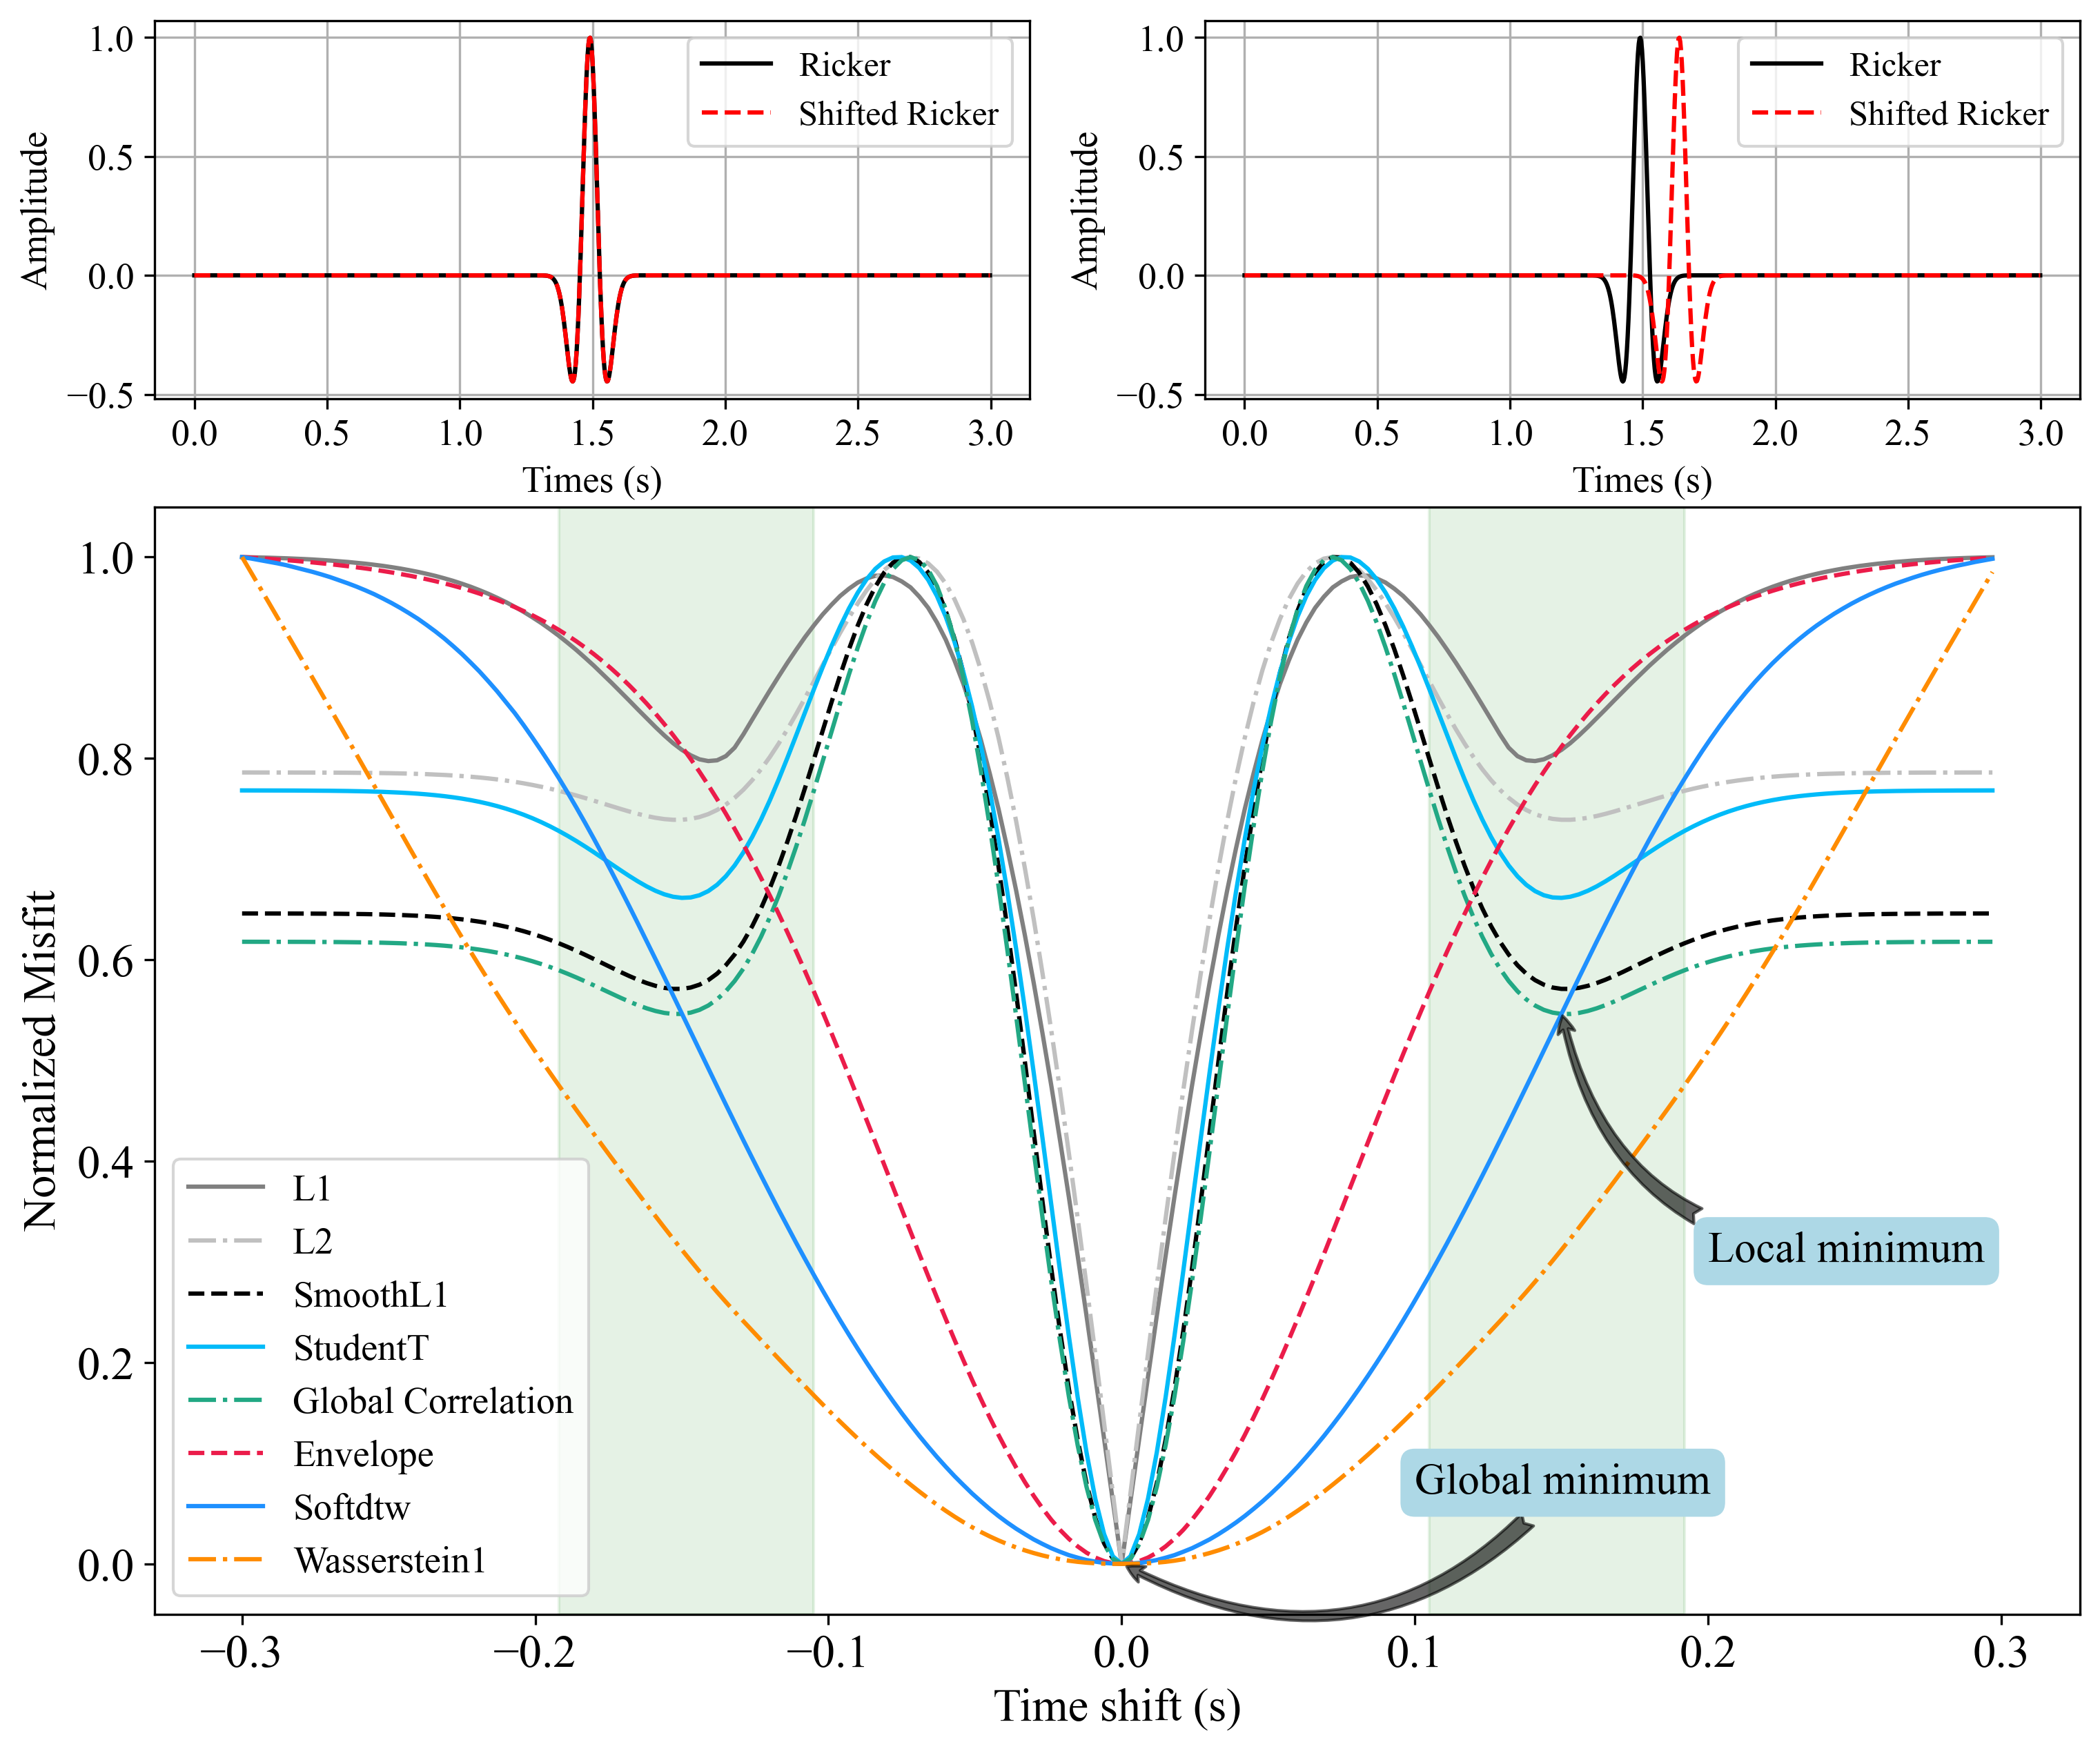 1.0
0.5
0.0
−0.5
Amplitude
Ricker
Shifted Ricker
0.0 0.5 1.0 1.5 2.0 2.5 3.0
Times (s)
1.0
0.5
0.0
−0.5
Amplitude
Ricker
Shifted Ricker
0.0 0.5 1.0 1.5 2.0 2.5 3.0
Times (s)
1.0
0.8
0.6
0.4
0.2
0.0
Normalized Misfit
L1
L2
SmoothL1
StudentT
Global Correlation
Envelope
Softdtw
Wasserstein1
Local minimum
Global minimum
−0.3 −0.2 −0.1 0.0 0.1 0.2 0.3
Time shift (s)